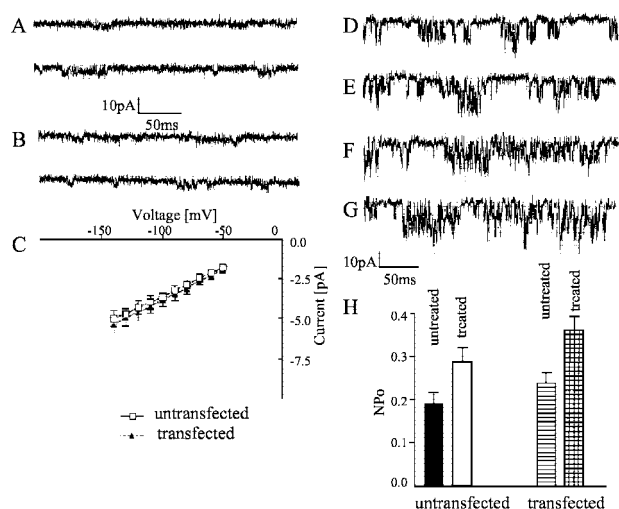 A
B
10pA
50ms
C
Voltage [mV]
-150
-100
-50
0
0.0
-2.5
-5.0
-7.5
Current [pA]
untransfected
transfected
D
E
F
G
10pA
50ms
H
NPo
0.4
0.3
0.2
0.1
0.0
untreated
treated
untreated
treated
untransfected
transfected